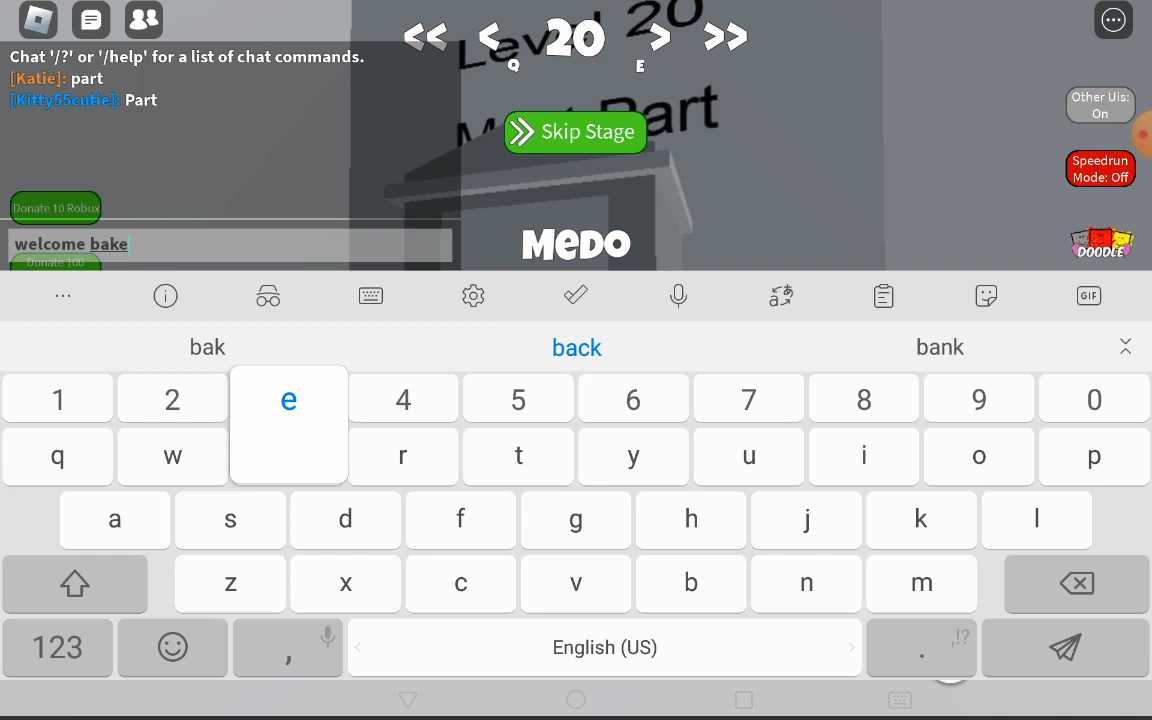 << < 20 > >>
Q E
Level 20
Part
Chat '/?' or '/help' for a list of chat commands.
[Katie]: part
[Kitty55cutie]: Part
Skip Stage
Other Uis:
On
Speedrun
Mode: Off
Donate 10 Robux
welcome bake
Donate 100
MEDO
DOODLE
GIF
bak back bank
1 2 e 4 5 6 7 8 9 0
q w r t y u i o p
a s d f g h j k l
z x c v b n m
123 , English (US) . ,!?